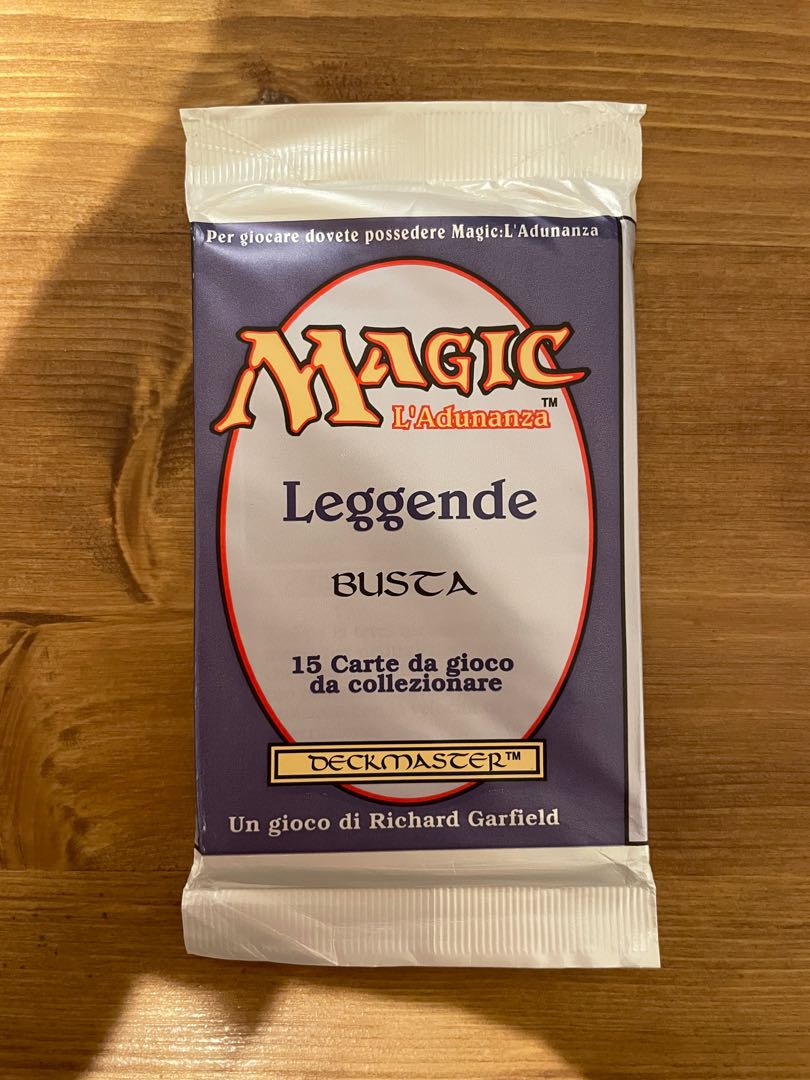 Per giocare dovete possedere Magic:L'Adunanza
MAGIC
L'Adunanza™
Leggende
BUSTA
15 Carte da gioco
da collezionare
DECKMASTER™
Un gioco di Richard Garfield